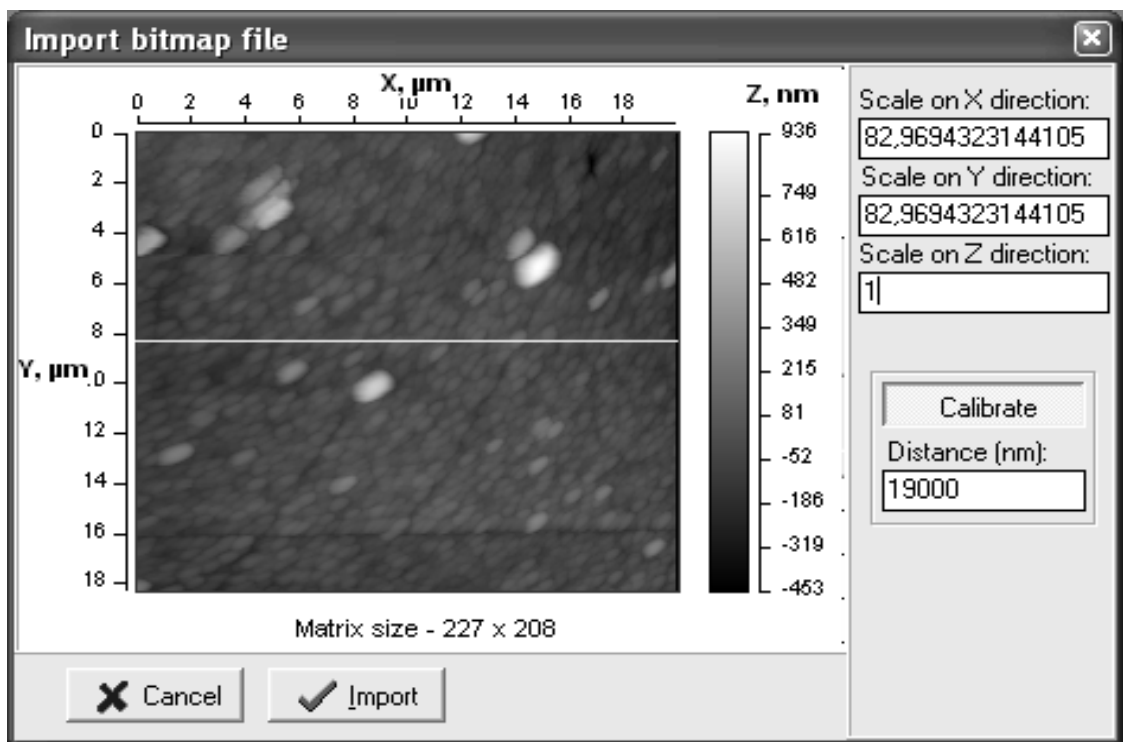 Import bitmap file
X, µm
0 2 4 6 8 10 12 14 16 18
Z, nm
Y, µm
0
2
4
6
8
10
12
14
16
18
936
749
616
482
349
215
81
-52
-186
-319
-453
Matrix size - 227 x 208
Scale on X direction:
82,9694323144105
Scale on Y direction:
82,9694323144105
Scale on Z direction:
1
Calibrate
Distance (nm):
19000
Cancel
Import